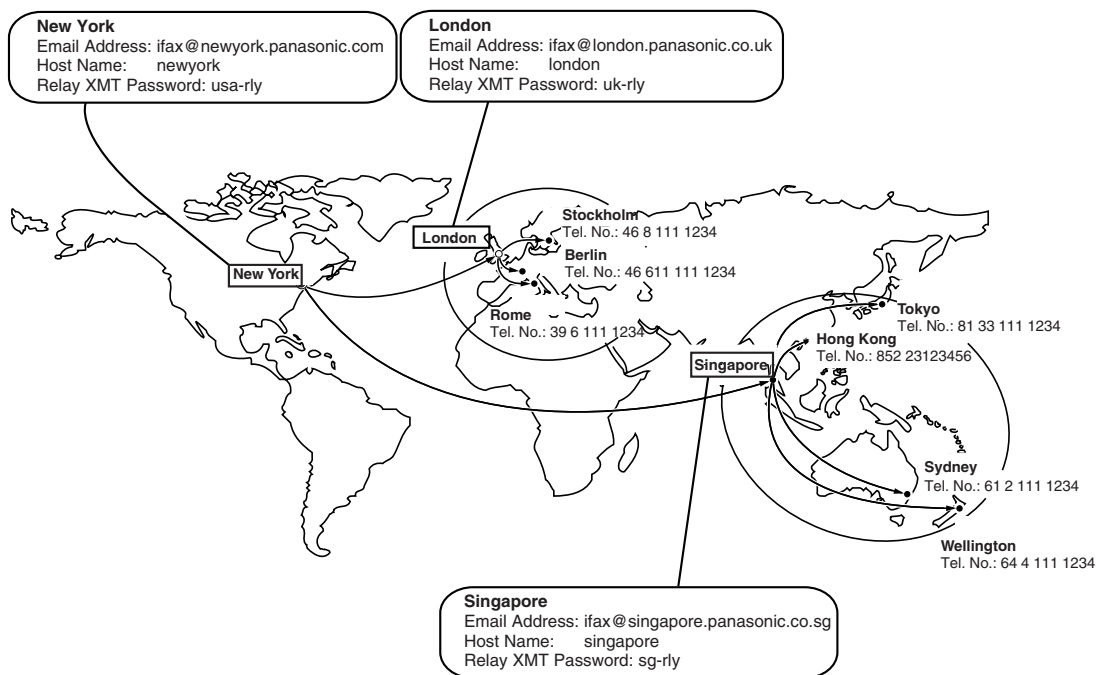 New York
Email Address: ifax@newyork.panasonic.com
Host Name: newyork
Relay XMT Password: usa-rly
London
Email Address: ifax@london.panasonic.co.uk
Host Name: london
Relay XMT Password: uk-rly
Stockholm
Tel. No.: 46 8 111 1234
London
Berlin
Tel. No.: 46 611 111 1234
New York
Rome
Tel. No.: 39 6 111 1234
Tokyo
Tel. No.: 81 33 111 1234
Hong Kong
Tel. No.: 852 23123456
Singapore
Sydney
Tel. No.: 61 2 111 1234
Wellington
Tel. No.: 64 4 111 1234
Singapore
Email Address: ifax@singapore.panasonic.co.sg
Host Name: singapore
Relay XMT Password: sg-rly